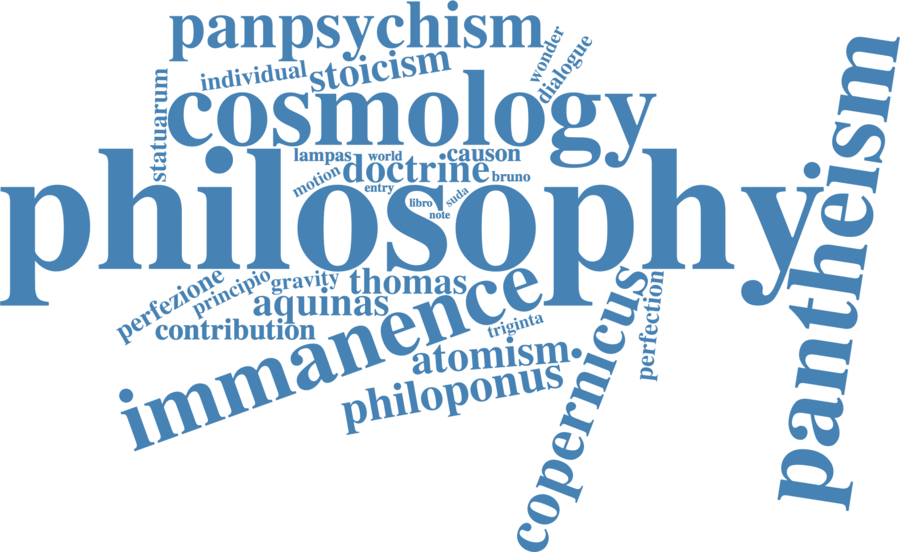 panpsychism
wonder
dialogue
individual
stoicism
statuarum
cosmology
pantheism
lampas
world
causon
motion
doctrine
bruno
entry
libro
suda
note
philosophy
perfezione
principio
gravity
thomas
aquinas
contribution
immanence
triginta
atomism
philoponus
copernicus
perfection